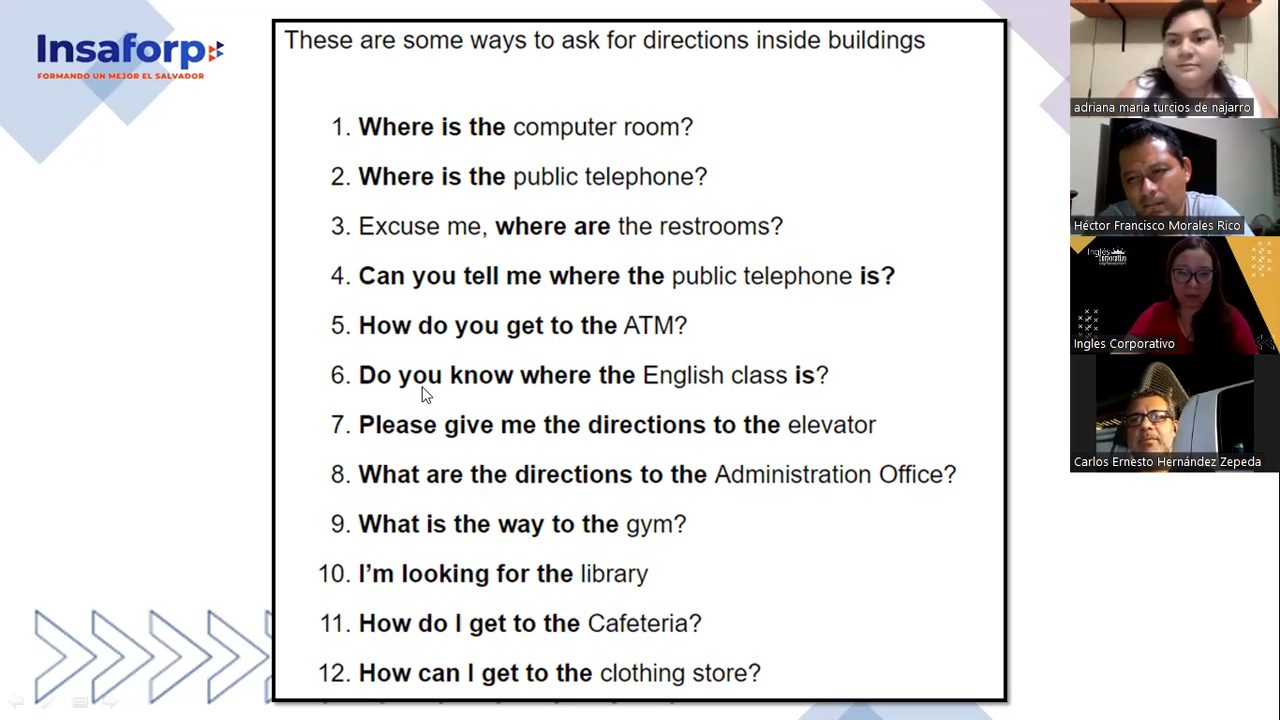 Insaforp
FORMANDO UN MEJOR EL SALVADOR
These are some ways to ask for directions inside buildings
1. Where is the computer room?
2. Where is the public telephone?
3. Excuse me, where are the restrooms?
4. Can you tell me where the public telephone is?
5. How do you get to the ATM?
6. Do you know where the English class is?
7. Please give me the directions to the elevator
8. What are the directions to the Administration Office?
9. What is the way to the gym?
10. I'm looking for the library
11. How do I get to the Cafeteria?
12. How can I get to the clothing store?
adriana maria turcios de najarro
Héctor Francisco Morales Rico
Inglés
Corporativo
Ingles Corporativo
Carlos Ernesto Hernández Zepeda